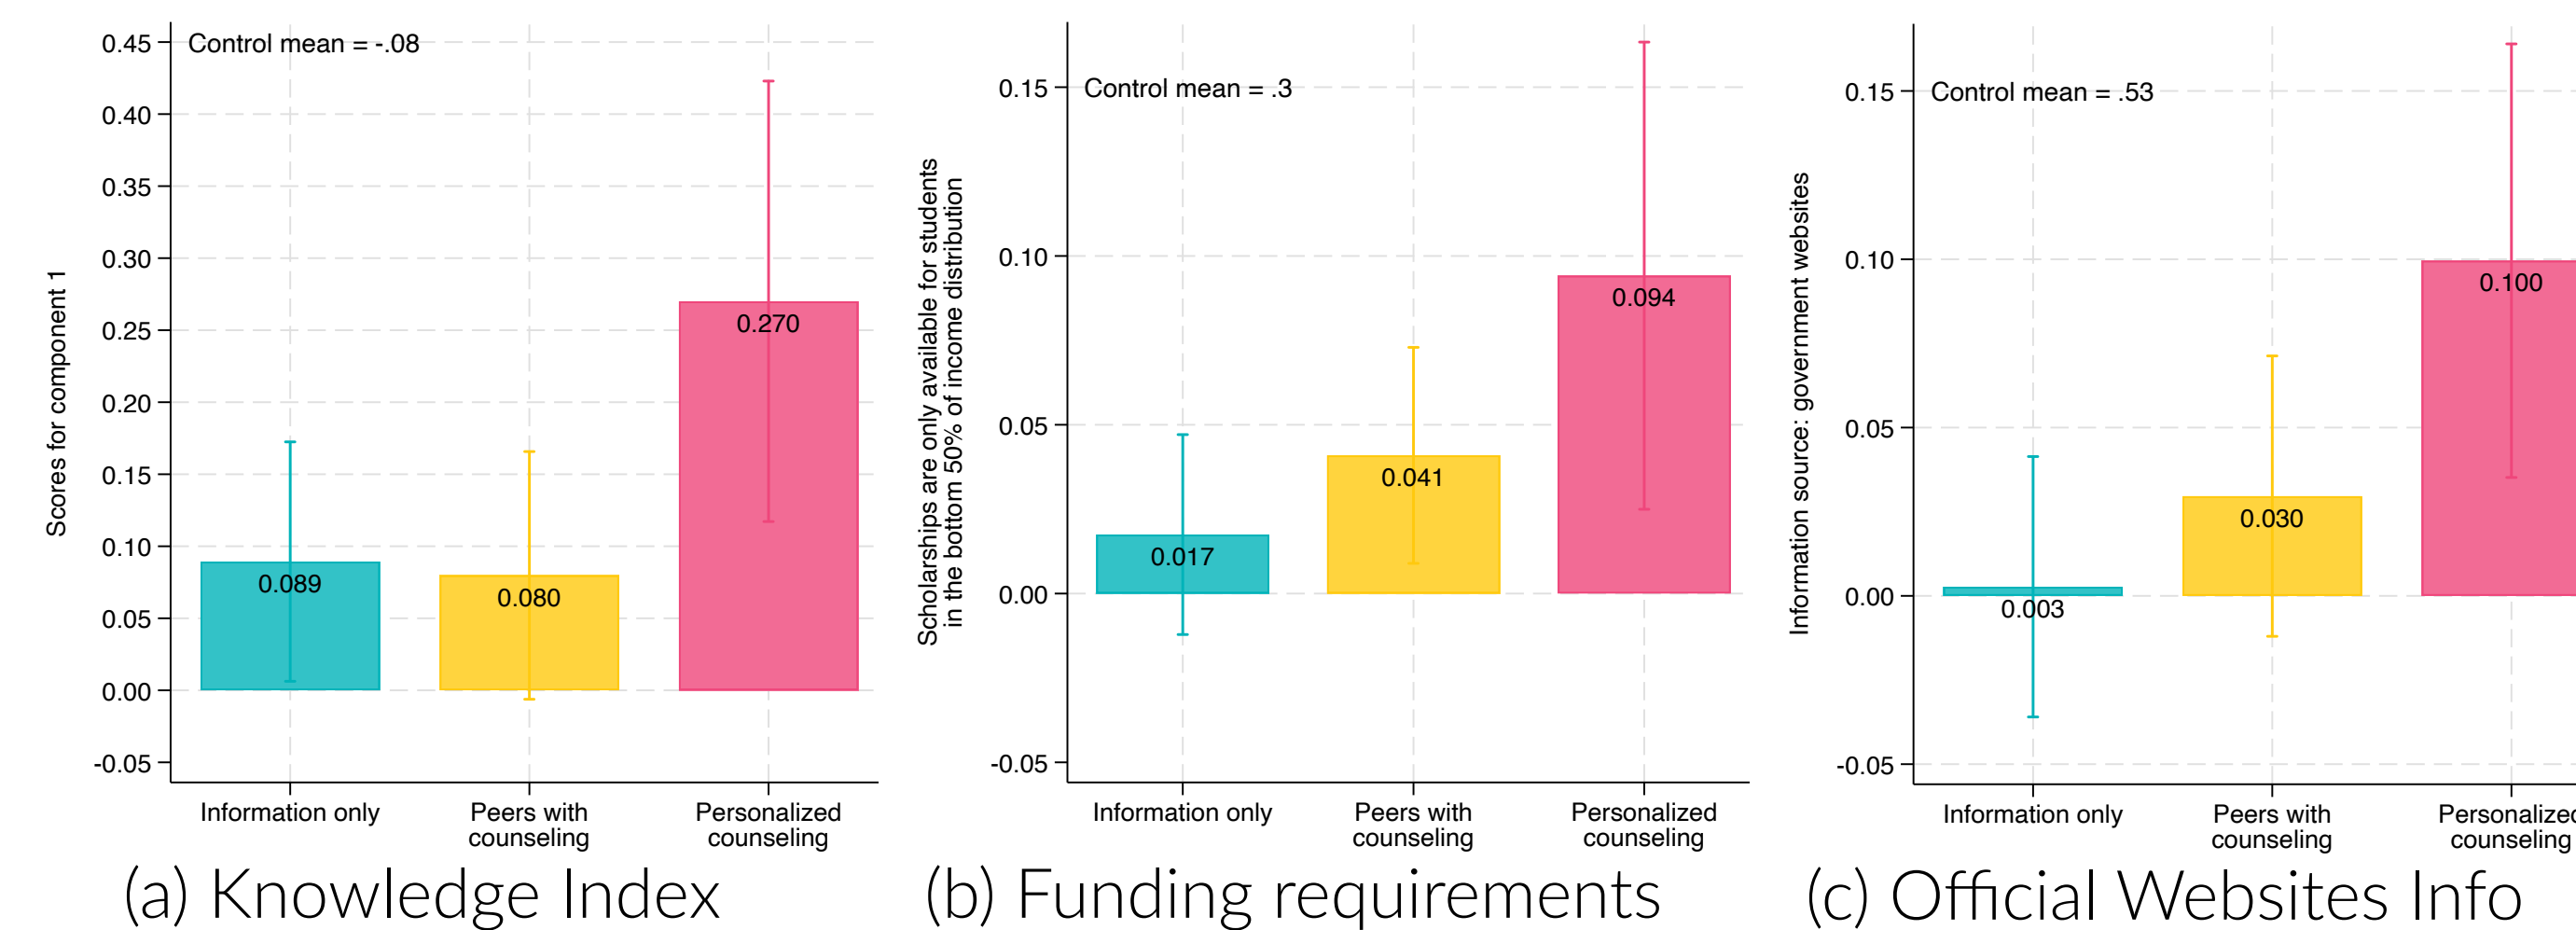 Control mean = -.08
0.45
0.40
0.35
0.30
0.25
0.20
0.15
0.10
0.05
0.00
-0.05
Scores for component 1
0.089
0.080
0.270
Information only
Peers with
counseling
Personalized
counseling
(a) Knowledge Index
Control mean = .3
0.15
0.10
0.05
0.00
-0.05
Scholarships are only available for students
in the bottom 50% of income distribution
0.017
0.041
0.094
Information only
Peers with
counseling
Personalized
counseling
(b) Funding requirements
Control mean = .53
0.15
0.10
0.05
0.00
-0.05
Information source: government websites
0.003
0.030
0.100
Information only
Peers with
counseling
Personalized
counseling
(c) Official Websites Info